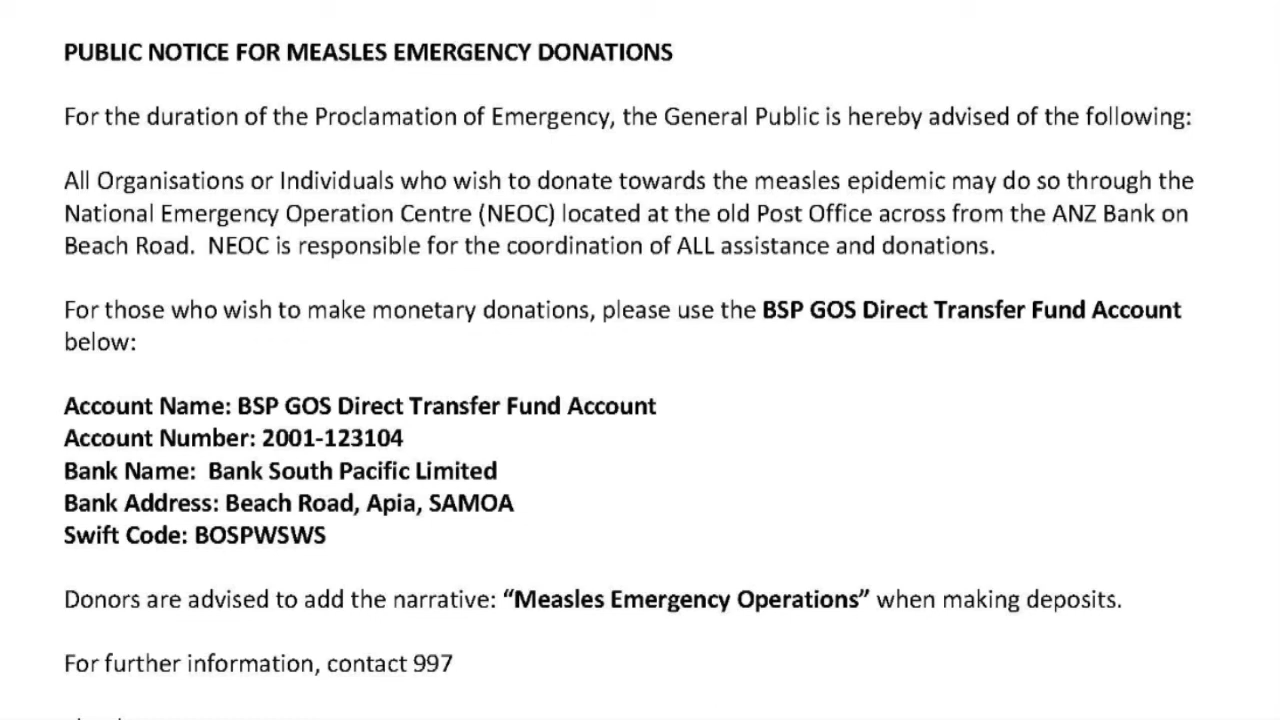 PUBLIC NOTICE FOR MEASLES EMERGENCY DONATIONS
For the duration of the Proclamation of Emergency, the General Public is hereby advised of the following:
All Organisations or Individuals who wish to donate towards the measles epidemic may do so through the
National Emergency Operation Centre (NEOC) located at the old Post Office across from the ANZ Bank on
Beach Road.  NEOC is responsible for the coordination of ALL assistance and donations.
For those who wish to make monetary donations, please use the BSP GOS Direct Transfer Fund Account
below:
Account Name: BSP GOS Direct Transfer Fund Account
Account Number: 2001-123104
Bank Name:  Bank South Pacific Limited
Bank Address: Beach Road, Apia, SAMOA
Swift Code: BOSPWSWS
Donors are advised to add the narrative: “Measles Emergency Operations” when making deposits.
For further information, contact 997